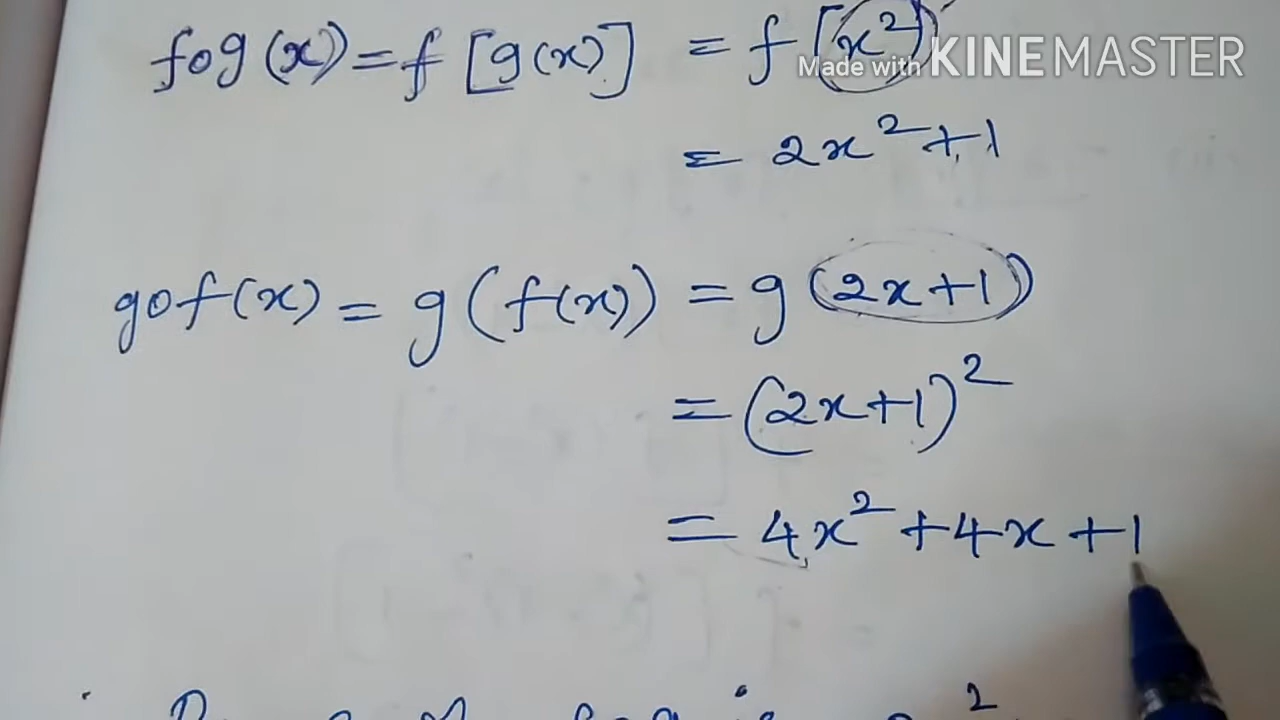 fog(x) = f[g(x)] = f[x²]
Made with KINEMASTER
= 2x² + 1
gof(x) = g(f(x)) = g(2x+1)
= (2x+1)²
= 4x² + 4x + 1